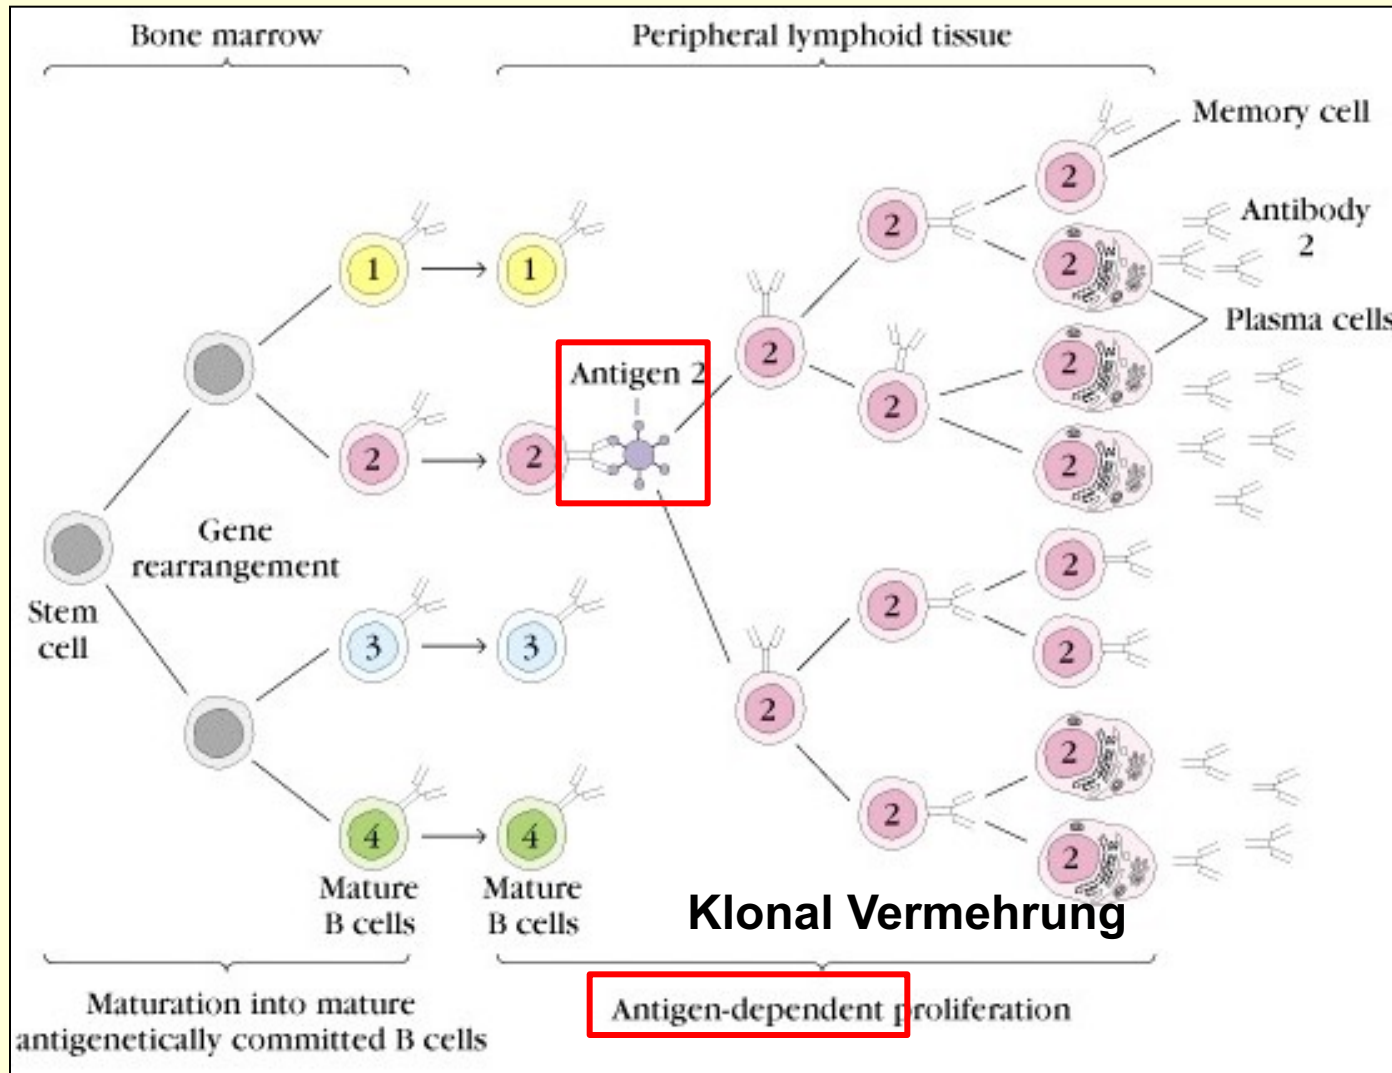 Bone marrow
Peripheral lymphoid tissue
Memory cell
2
2
Antibody
2
1
1
2
2
Plasma cells
2
2
Antigen 2
2
2
2
2
Gene
rearrangement
Stem
cell
2
2
2
3
3
2
2
2
4
4
2
Mature
B cells
Mature
B cells
Klonal Vermehrung
Maturation into mature
antigenetically committed B cells
Antigen-dependent proliferation